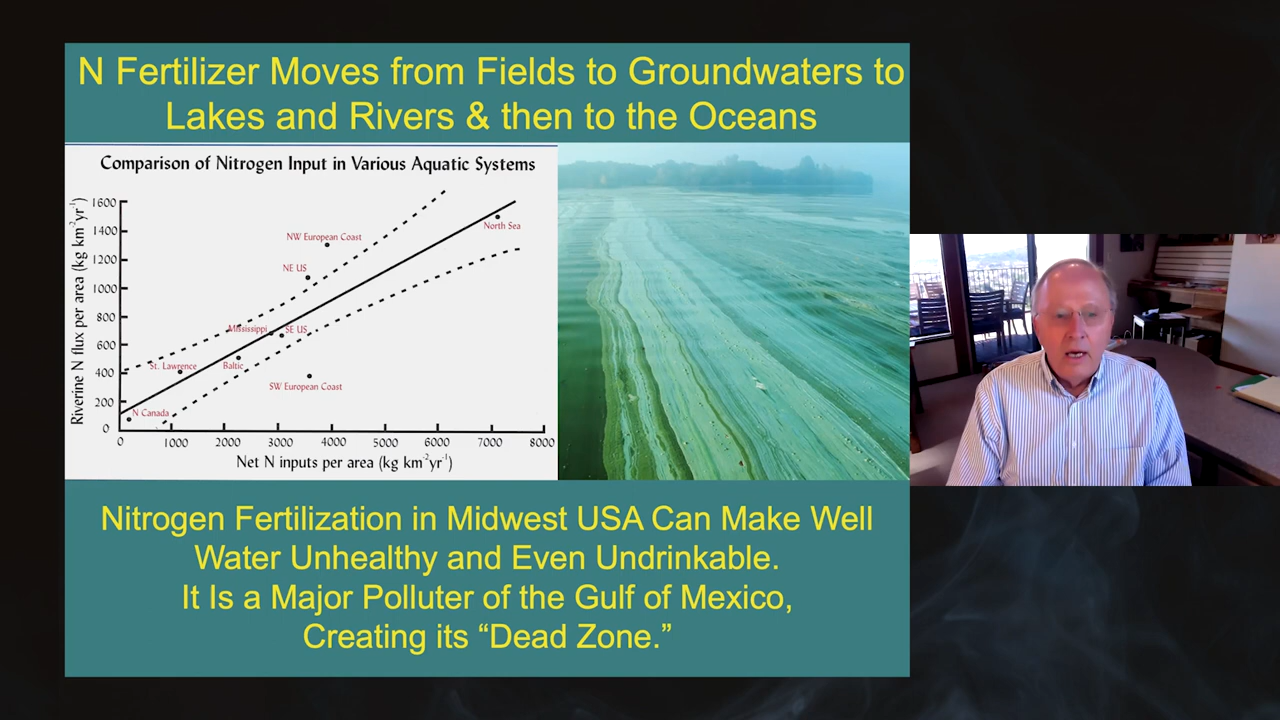 N Fertilizer Moves from Fields to Groundwaters to
Lakes and Rivers & then to the Oceans
Comparison of Nitrogen Input in Various Aquatic Systems
Riverine N flux per area (kg km⁻²yr⁻¹)
1600
1400
1200
1000
800
600
400
200
0
North Sea
NW European Coast
NE US
Mississippi
SE US
St. Lawrence
Baltic
SW European Coast
N Canada
0 1000 2000 3000 4000 5000 6000 7000 8000
Net N inputs per area (kg km⁻²yr⁻¹)
Nitrogen Fertilization in Midwest USA Can Make Well
Water Unhealthy and Even Undrinkable.
It Is a Major Polluter of the Gulf of Mexico,
Creating its “Dead Zone.”